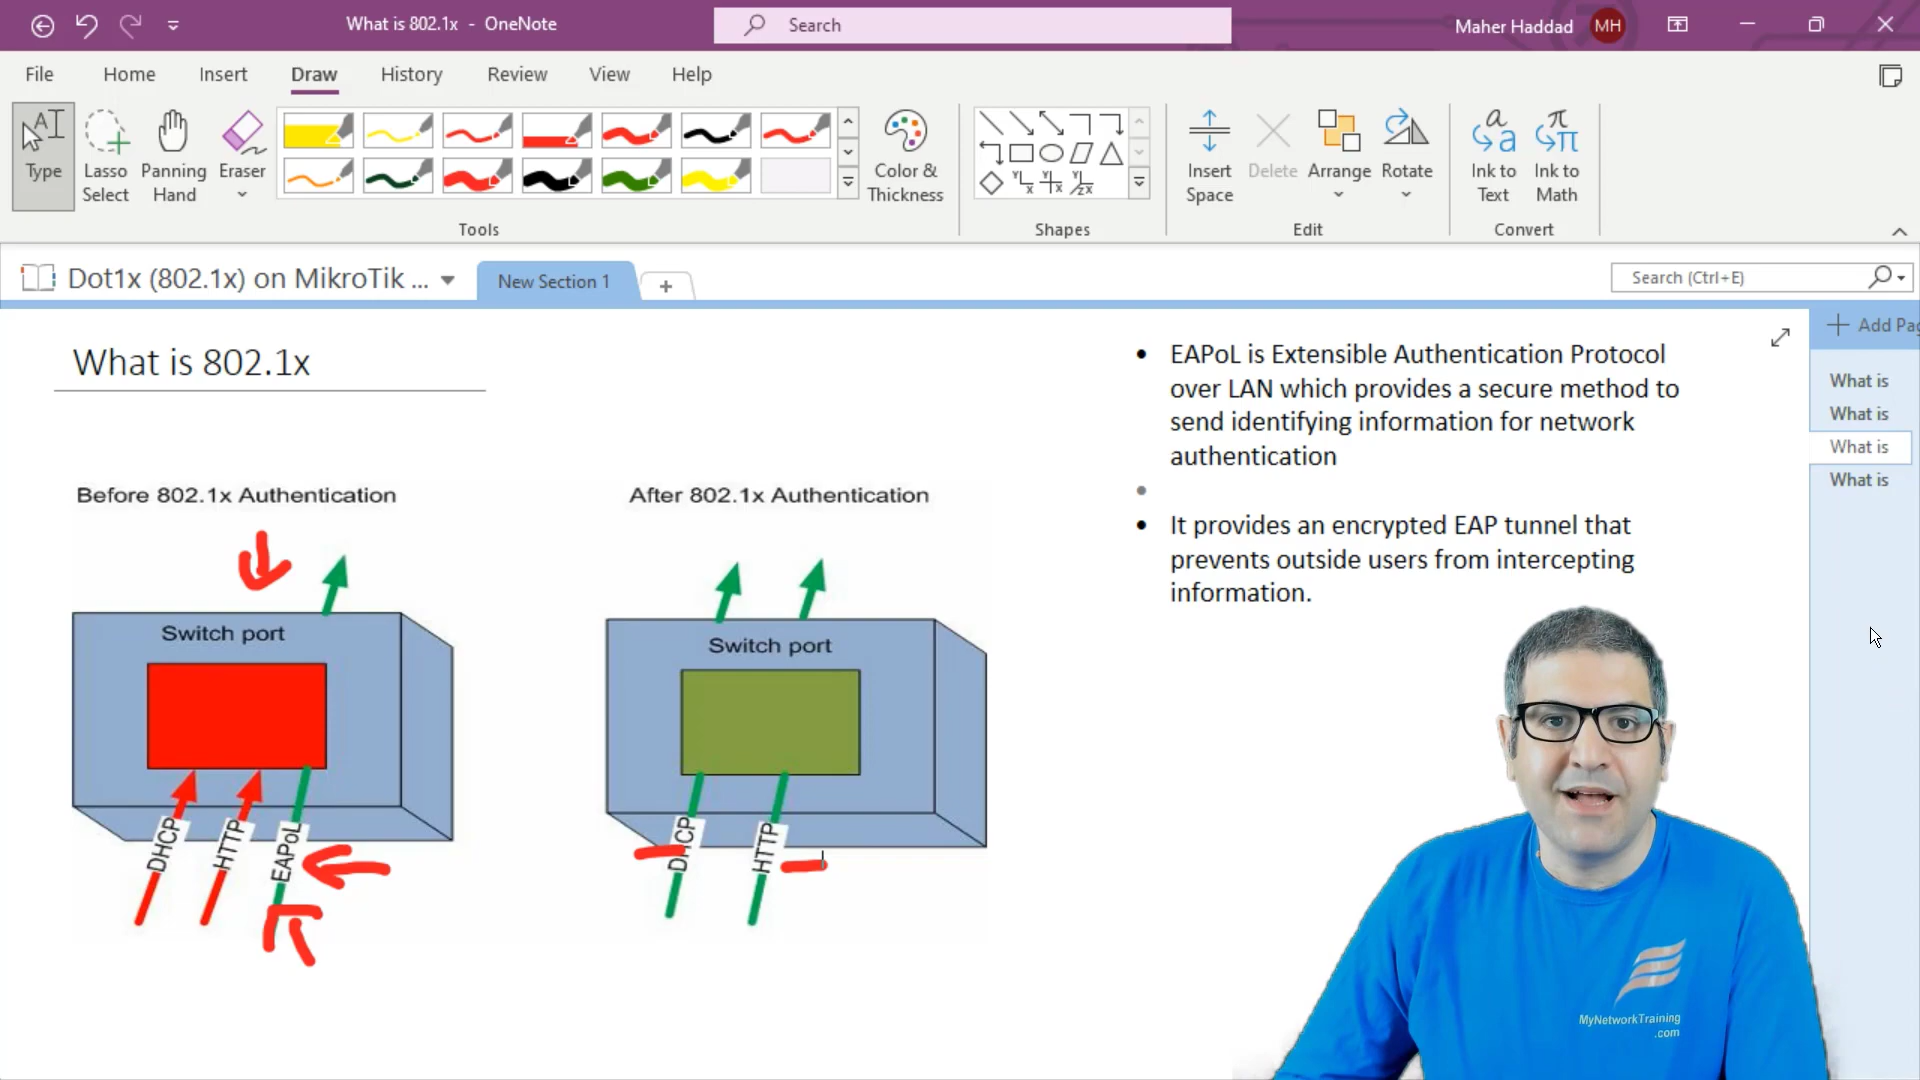 What is 802.1x - OneNote
Search
Maher Haddad
MH
File
Home
Insert
Draw
History
Review
View
Help
Type
Lasso
Select
Panning
Hand
Eraser
Color &
Thickness
Insert
Space
Delete
Arrange
Rotate
Ink to
Text
Ink to
Math
Tools
Shapes
Edit
Convert
Dot1x (802.1x) on MikroTik ...
New Section 1
+
Search (Ctrl+E)
Add Pag
What is
What is
What is
What is
What is 802.1x
Before 802.1x Authentication
Switch port
DHCP
HTTP
EAPoL
After 802.1x Authentication
Switch port
DHCP
HTTP
• EAPoL is Extensible Authentication Protocol
over LAN which provides a secure method to
send identifying information for network
authentication
•
• It provides an encrypted EAP tunnel that
prevents outside users from intercepting
information.
MyNetworkTraining
.com